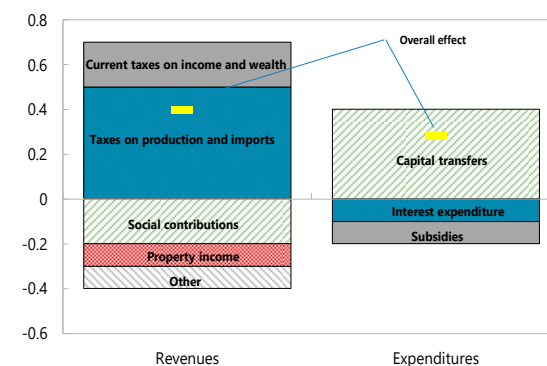 0.8
Overall effect
0.6
Current taxes on income and wealth
0.4
Taxes on production and imports
0.2
Capital transfers
0
Interest expenditure
Social contributions
Subsidies
-0.2
Property income
Other
-0.4
-0.6
Revenues
Expenditures